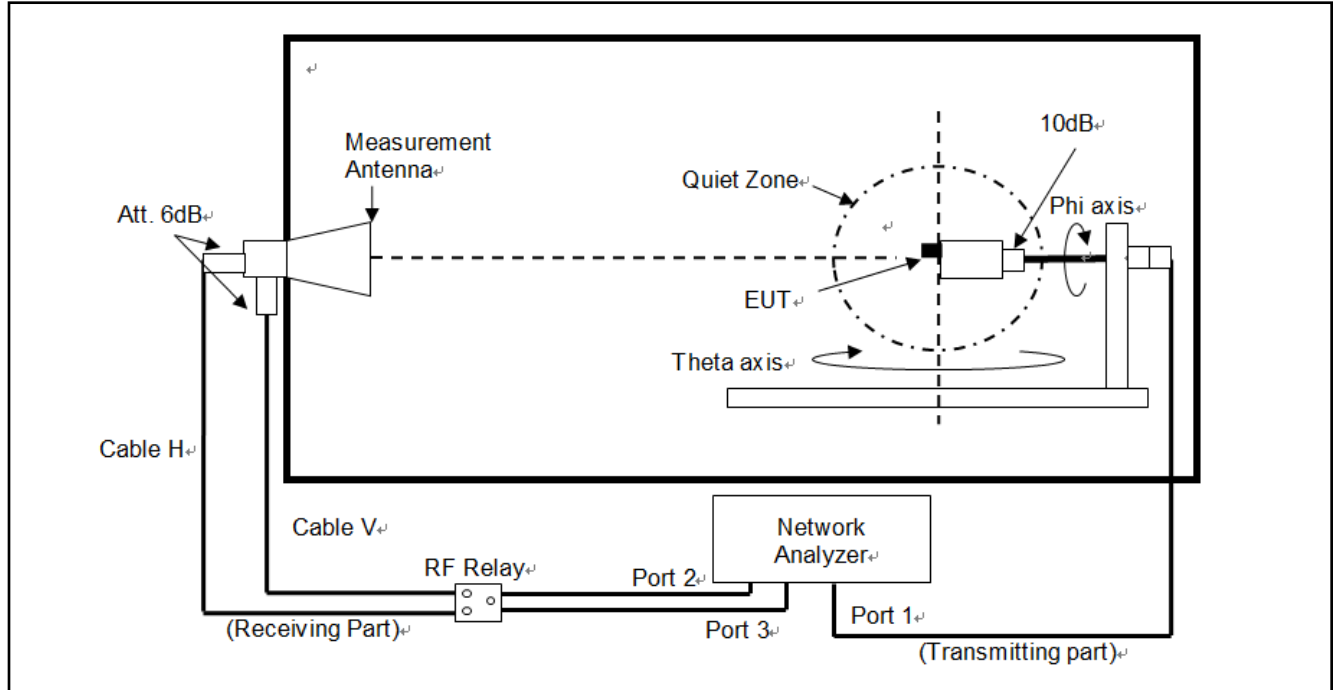 Measurement
Antenna↵
10dB↵
Quiet Zone↵
Phi axis↵
Att. 6dB↵
EUT↵
Theta axis↵
Cable H↵
Cable V↵
Network
Analyzer↵
RF Relay↵
Port 2↵
Port 3↵
Port 1↵
(Receiving Part)↵
(Transmitting part)↵